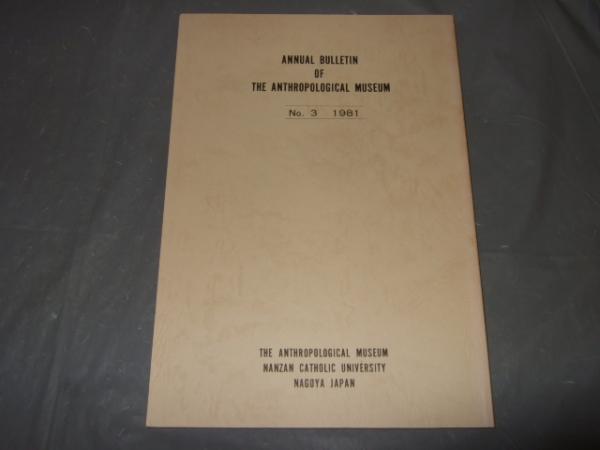 ANNUAL BULLETIN
OF
THE ANTHROPOLOGICAL MUSEUM
No. 3 1981
THE ANTHROPOLOGICAL MUSEUM
NANZAN CATHOLIC UNIVERSITY
NAGOYA JAPAN